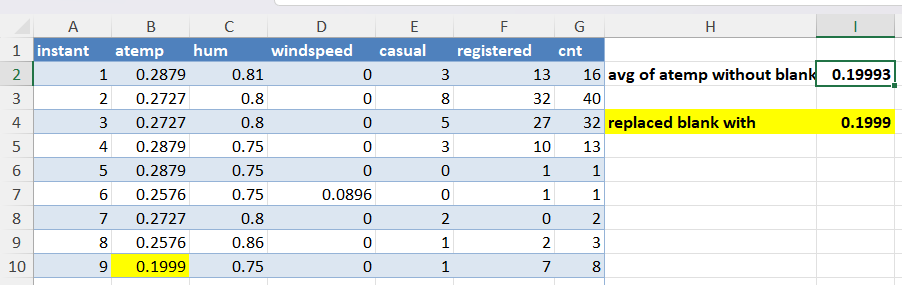 A B C D E F G H I
1 instant atemp hum windspeed casual registered cnt
2 1 0.2879 0.81 0 3 13 16 avg of atemp without blank 0.19993
3 2 0.2727 0.8 0 8 32 40
4 3 0.2727 0.8 0 5 27 32 replaced blank with 0.1999
5 4 0.2879 0.75 0 3 10 13
6 5 0.2879 0.75 0 0 1 1
7 6 0.2576 0.75 0.0896 0 1 1
8 7 0.2727 0.8 0 2 0 2
9 8 0.2576 0.86 0 1 2 3
10 9 0.1999 0.75 0 1 7 8